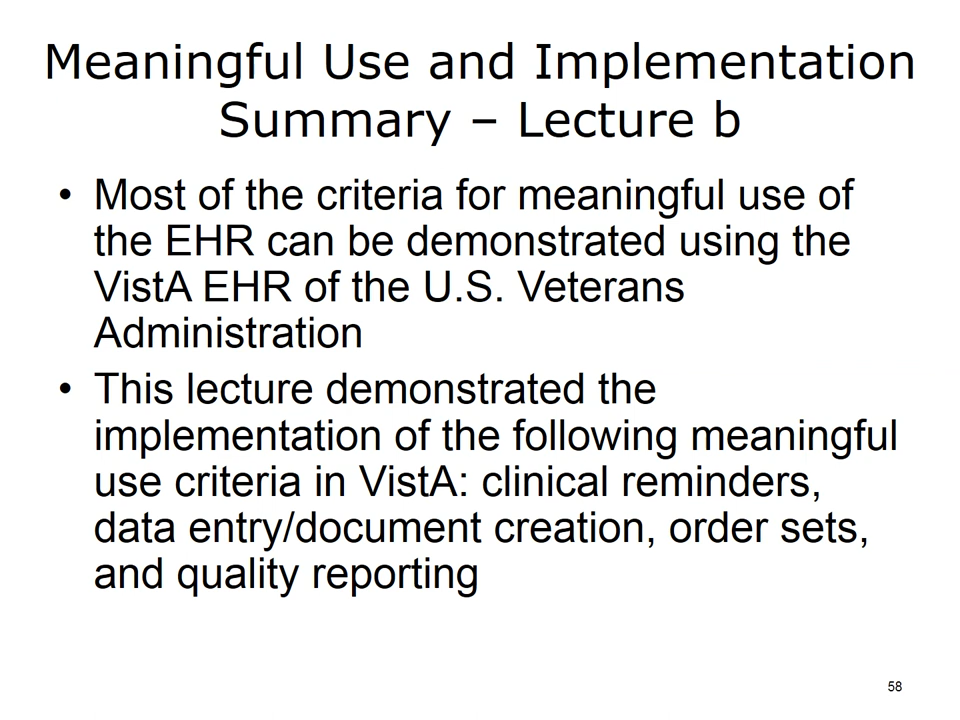 Meaningful Use and Implementation
Summary – Lecture b
• Most of the criteria for meaningful use of
the EHR can be demonstrated using the
VistA EHR of the U.S. Veterans
Administration
• This lecture demonstrated the
implementation of the following meaningful
use criteria in VistA: clinical reminders,
data entry/document creation, order sets,
and quality reporting
58